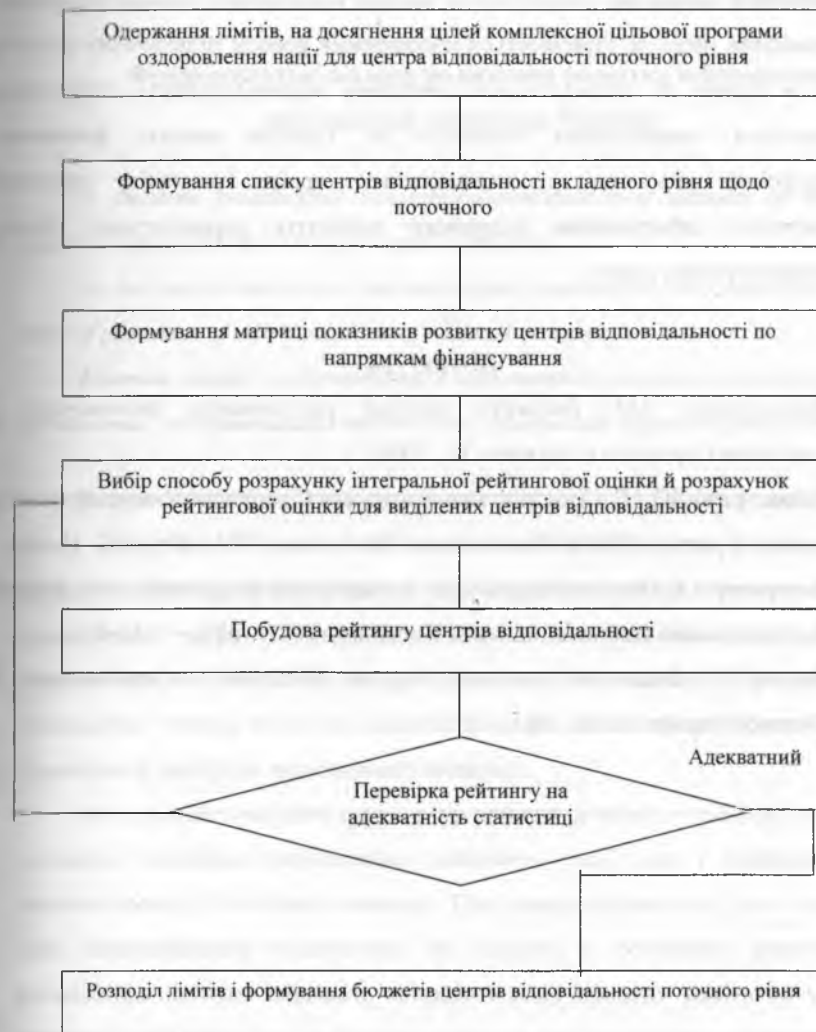 Одержання лімітів, на досягнення цілей комплексної цільової програми
оздоровлення нації для центра відповідальності поточного рівня
Формування списку центрів відповідальності вкладеного рівня щодо
поточного
Формування матриці показників розвитку центрів відповідальності по
напрямкам фінансування
Вибір способу розрахунку інтегральної рейтингової оцінки й розрахунок
рейтингової оцінки для виділених центрів відповідальності
Побудова рейтингу центрів відповідальності
Адекватний
Перевірка рейтингу на
адекватність статистиці
Розподіл лімітів і формування бюджетів центрів відповідальності поточного рівня